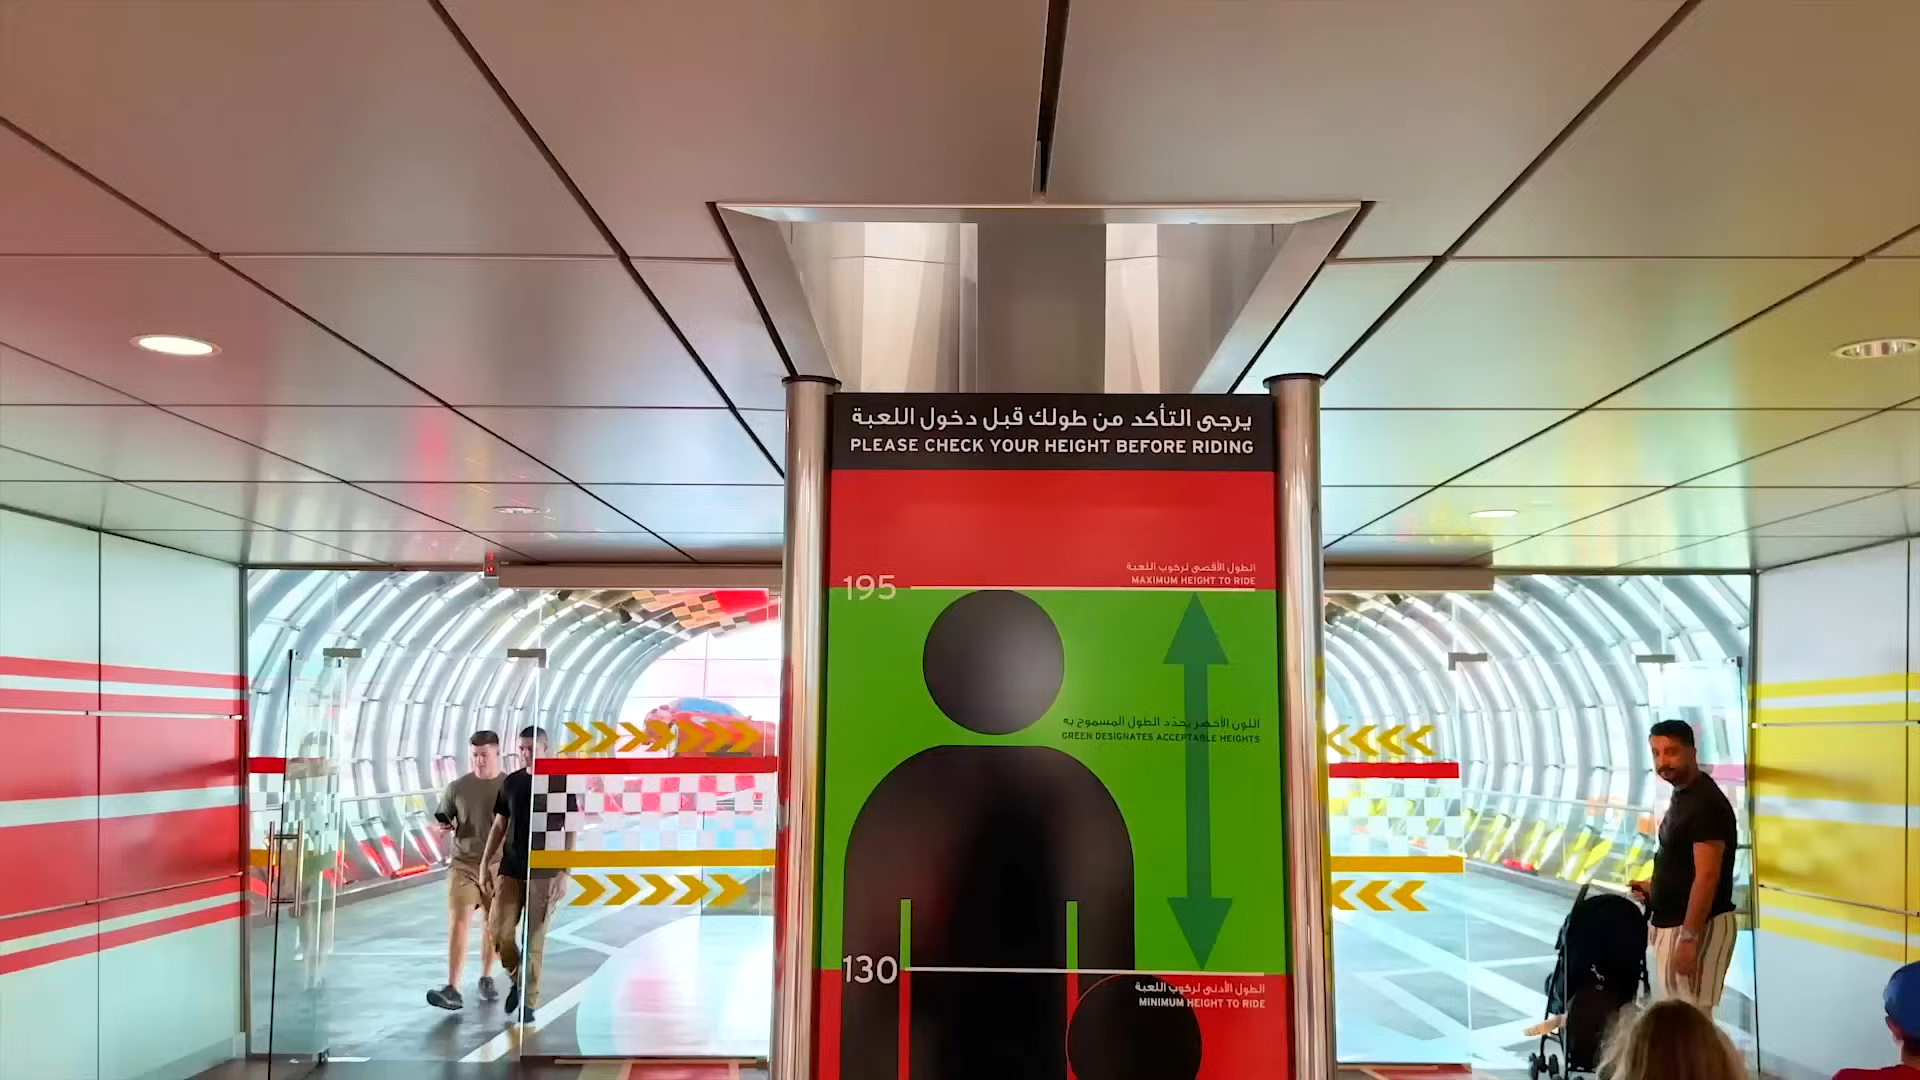 يرجى التأكد من طولك قبل دخول اللعبة
PLEASE CHECK YOUR HEIGHT BEFORE RIDING
الطول الأقصى لركوب اللعبة
MAXIMUM HEIGHT TO RIDE
195
اللون الأخضر يحدّد الطول المسموح به
GREEN DESIGNATES ACCEPTABLE HEIGHTS
130
الطول الأدنى لركوب اللعبة
MINIMUM HEIGHT TO RIDE